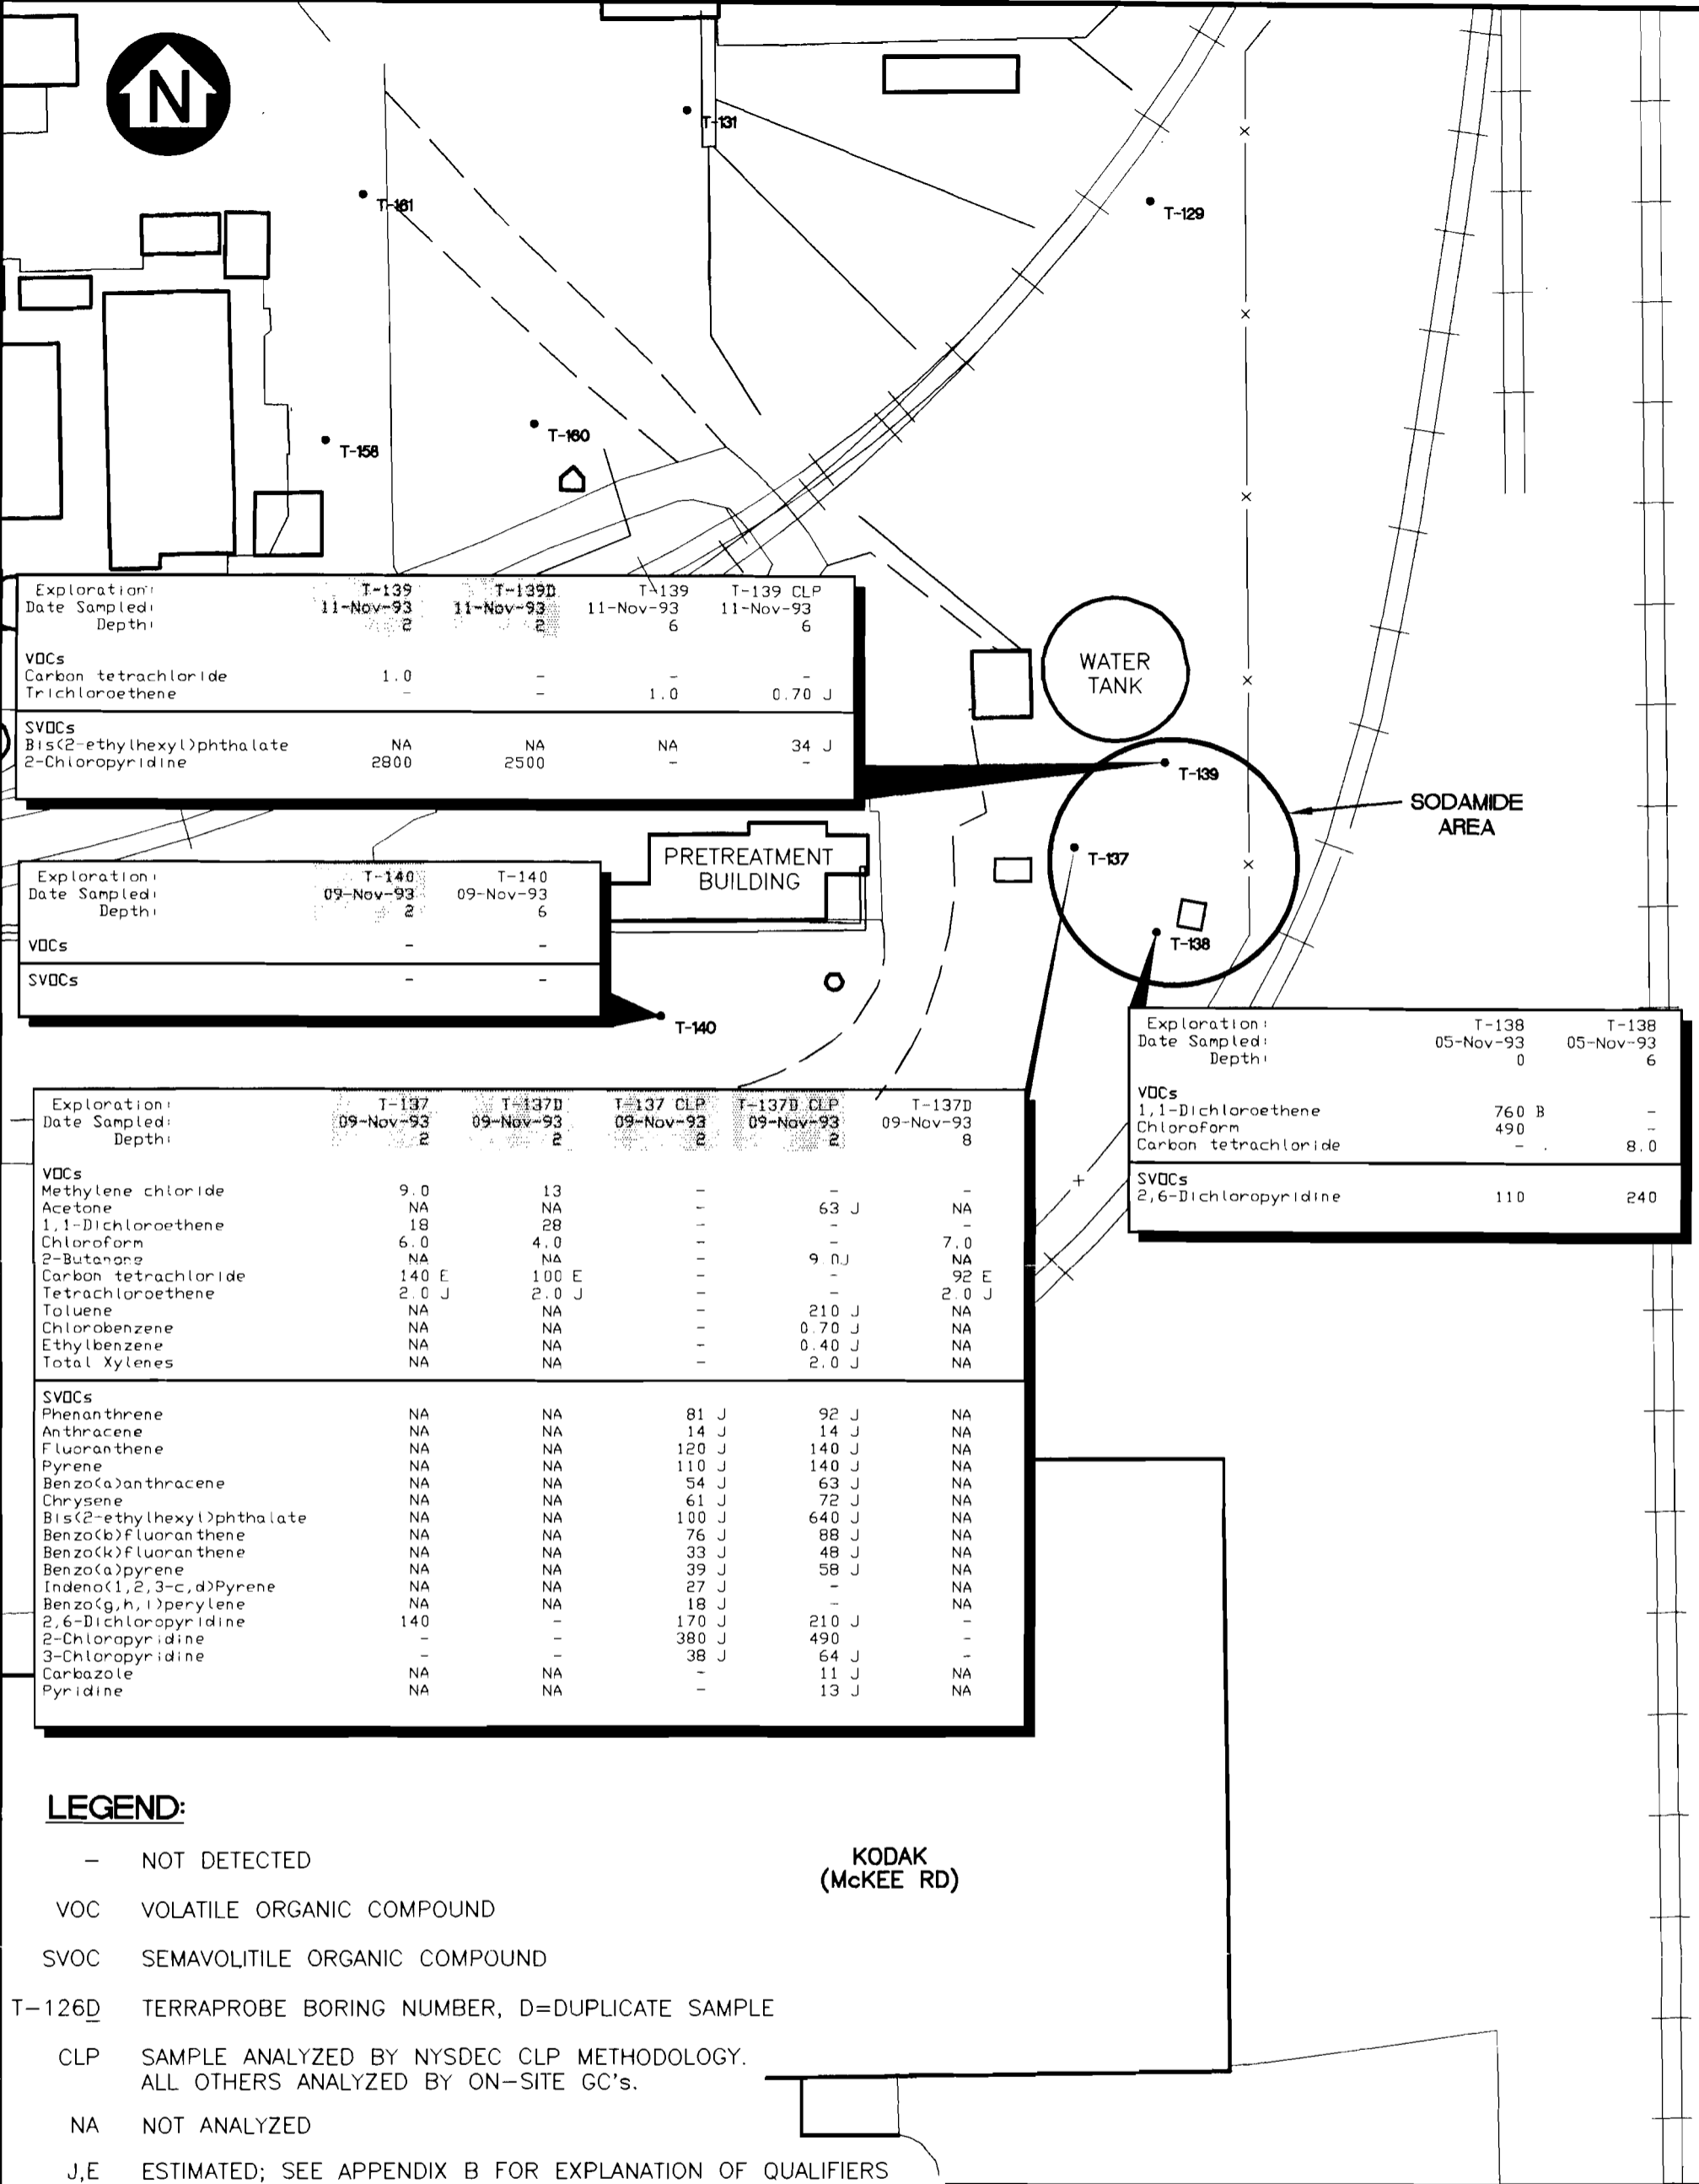 N
T-131
T-161
T-129
T-158
T-160
Exploration: T-139 T-139D T-139 T-139 CLP
Date Sampled: 11-Nov-93 11-Nov-93 11-Nov-93 11-Nov-93
Depth: 2 2 6 6
VOCs
Carbon tetrachloride 1.0 - - -
Trichloroethene - - 1.0 0.70 J
SVOCs
Bis(2-ethylhexyl)phthalate NA NA NA 34 J
2-Chloropyridine 2800 2500 - -
WATER
TANK
T-139
SODAMIDE
AREA
T-137
T-138
PRETREATMENT
BUILDING
Exploration: T-140 T-140
Date Sampled: 09-Nov-93 09-Nov-93
Depth: 2 6
VOCs - -
SVOCs - -
T-140
Exploration: T-138 T-138
Date Sampled: 05-Nov-93 05-Nov-93
Depth: 0 6
VOCs
1,1-Dichloroethene 760 B -
Chloroform 490 -
Carbon tetrachloride - 8.0
SVOCs
2,6-Dichloropyridine 110 240
Exploration: T-137 T-137D T-137 CLP T-137D CLP T-137D
Date Sampled: 09-Nov-93 09-Nov-93 09-Nov-93 09-Nov-93 09-Nov-93
Depth: 2 2 2 2 8
VOCs
Methylene chloride 9.0 13 - - -
Acetone NA NA - 63 J NA
1,1-Dichloroethene 18 28 - - -
Chloroform 6.0 4.0 - - 7.0
2-Butanone NA NA - 9.0J NA
Carbon tetrachloride 140 E 100 E - - 92 E
Tetrachloroethene 2.0 J 2.0 J - - 2.0 J
Toluene NA NA - 210 J NA
Chlorobenzene NA NA - 0.70 J NA
Ethylbenzene NA NA - 0.40 J NA
Total Xylenes NA NA - 2.0 J NA
SVOCs
Phenanthrene NA NA 81 J 92 J NA
Anthracene NA NA 14 J 14 J NA
Fluoranthene NA NA 120 J 140 J NA
Pyrene NA NA 110 J 140 J NA
Benzo(a)anthracene NA NA 54 J 63 J NA
Chrysene NA NA 61 J 72 J NA
Bis(2-ethylhexyl)phthalate NA NA 100 J 640 J NA
Benzo(b)fluoranthene NA NA 76 J 88 J NA
Benzo(k)fluoranthene NA NA 33 J 48 J NA
Benzo(a)pyrene NA NA 39 J 58 J NA
Indeno(1,2,3-c,d)Pyrene NA NA 27 J - NA
Benzo(g,h,i)perylene NA NA 18 J - NA
2,6-Dichloropyridine 140 - 170 J 210 J -
2-Chloropyridine - - 380 J 490 -
3-Chloropyridine - - 38 J 64 J -
Carbazole NA NA - 11 J NA
Pyridine NA NA - 13 J NA
LEGEND:
- NOT DETECTED
VOC VOLATILE ORGANIC COMPOUND
SVOC SEMAVOLITILE ORGANIC COMPOUND
T-126D TERRAPROBE BORING NUMBER, D=DUPLICATE SAMPLE
CLP SAMPLE ANALYZED BY NYSDEC CLP METHODOLOGY.
ALL OTHERS ANALYZED BY ON-SITE GC's.
NA NOT ANALYZED
J,E ESTIMATED; SEE APPENDIX B FOR EXPLANATION OF QUALIFIERS
KODAK
(McKEE RD)